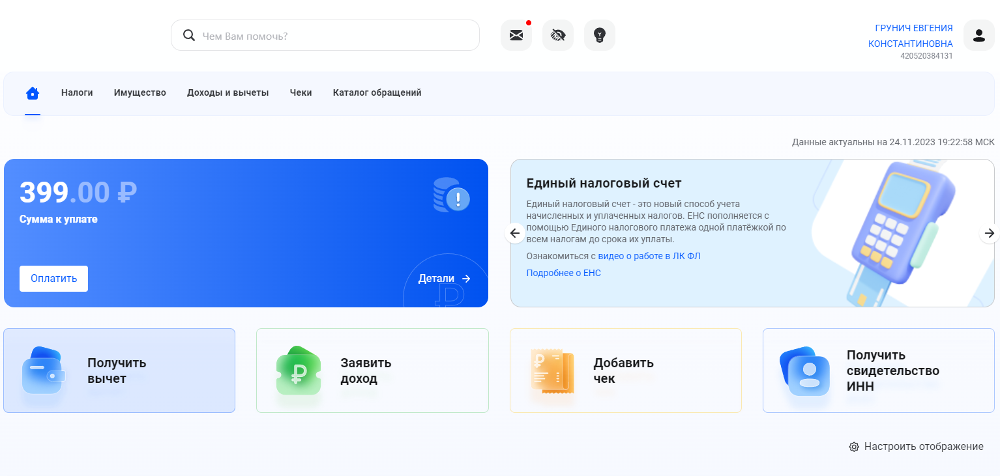 Чем Вам помочь?
ГРУНИЧ ЕВГЕНИЯ
КОНСТАНТИНОВНА
420520384131
Налоги Имущество Доходы и вычеты Чеки Каталог обращений
Данные актуальны на 24.11.2023 19:22:58 МСК
399.00 ₽
Сумма к уплате
Оплатить
Детали
Единый налоговый счет
Единый налоговый счет - это новый способ учета
начисленных и уплаченных налогов. ЕНС пополняется с
помощью Единого налогового платежа одной платёжкой по
всем налогам до срока их уплаты.
Ознакомиться с видео о работе в ЛК ФЛ
Подробнее о ЕНС
Получить
вычет
Заявить
доход
Добавить
чек
Получить
свидетельство
ИНН
Настроить отображение